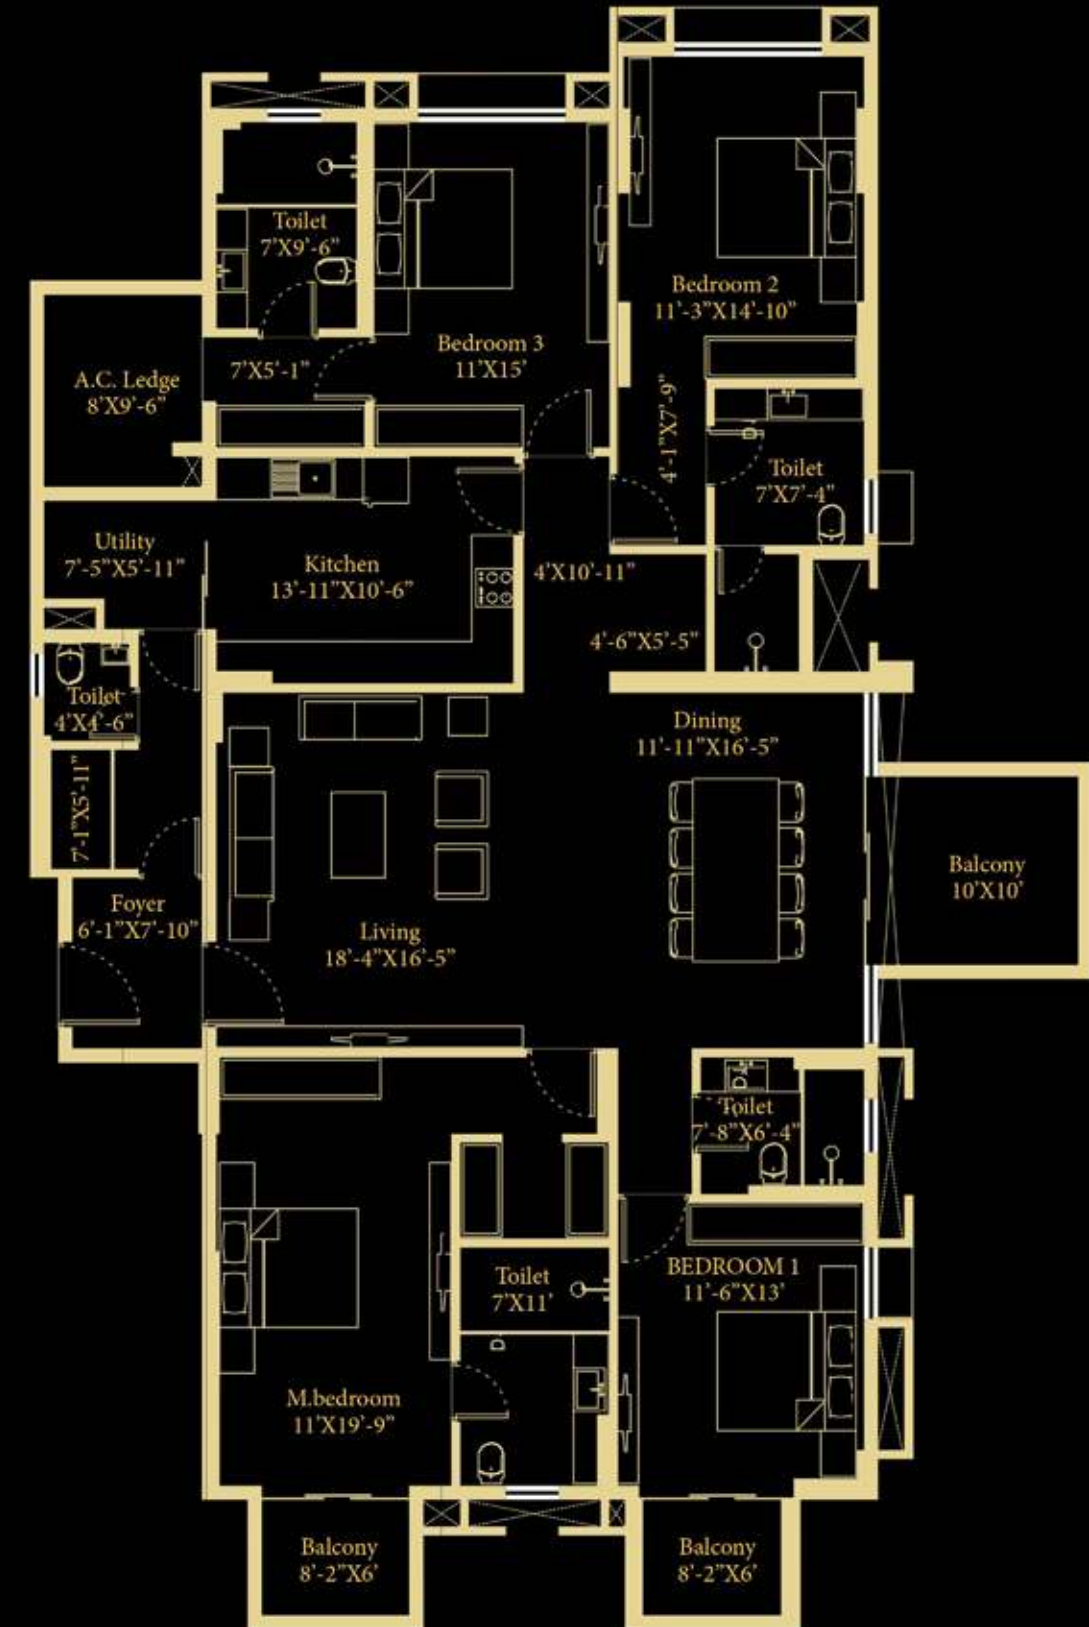 Toilet
7’X9’-6”
Bedroom 2
11’-3”X14’-10”
Bedroom 3
11’X15’
7’X5’-1”
A.C. Ledge
8’X9’-6”
4’-1”X7’-9”
Toilet
7’X7’-4”
Utility
7’-5”X5’-11”
Kitchen
13’-11”X10’-6”
4’X10’-11”
4’-6”X5’-5”
Toilet
4’X4’-6”
Dining
11’-11”X16’-5”
7’-1”X5’-11”
Balcony
10’X10’
Foyer
6’-1”X7’-10”
Living
18’-4”X16’-5”
Toilet
7’-8”X6’-4”
BEDROOM 1
11’-6”X13’
Toilet
7’X11’
M.bedroom
11’X19’-9”
Balcony
8’-2”X6’
Balcony
8’-2”X6’